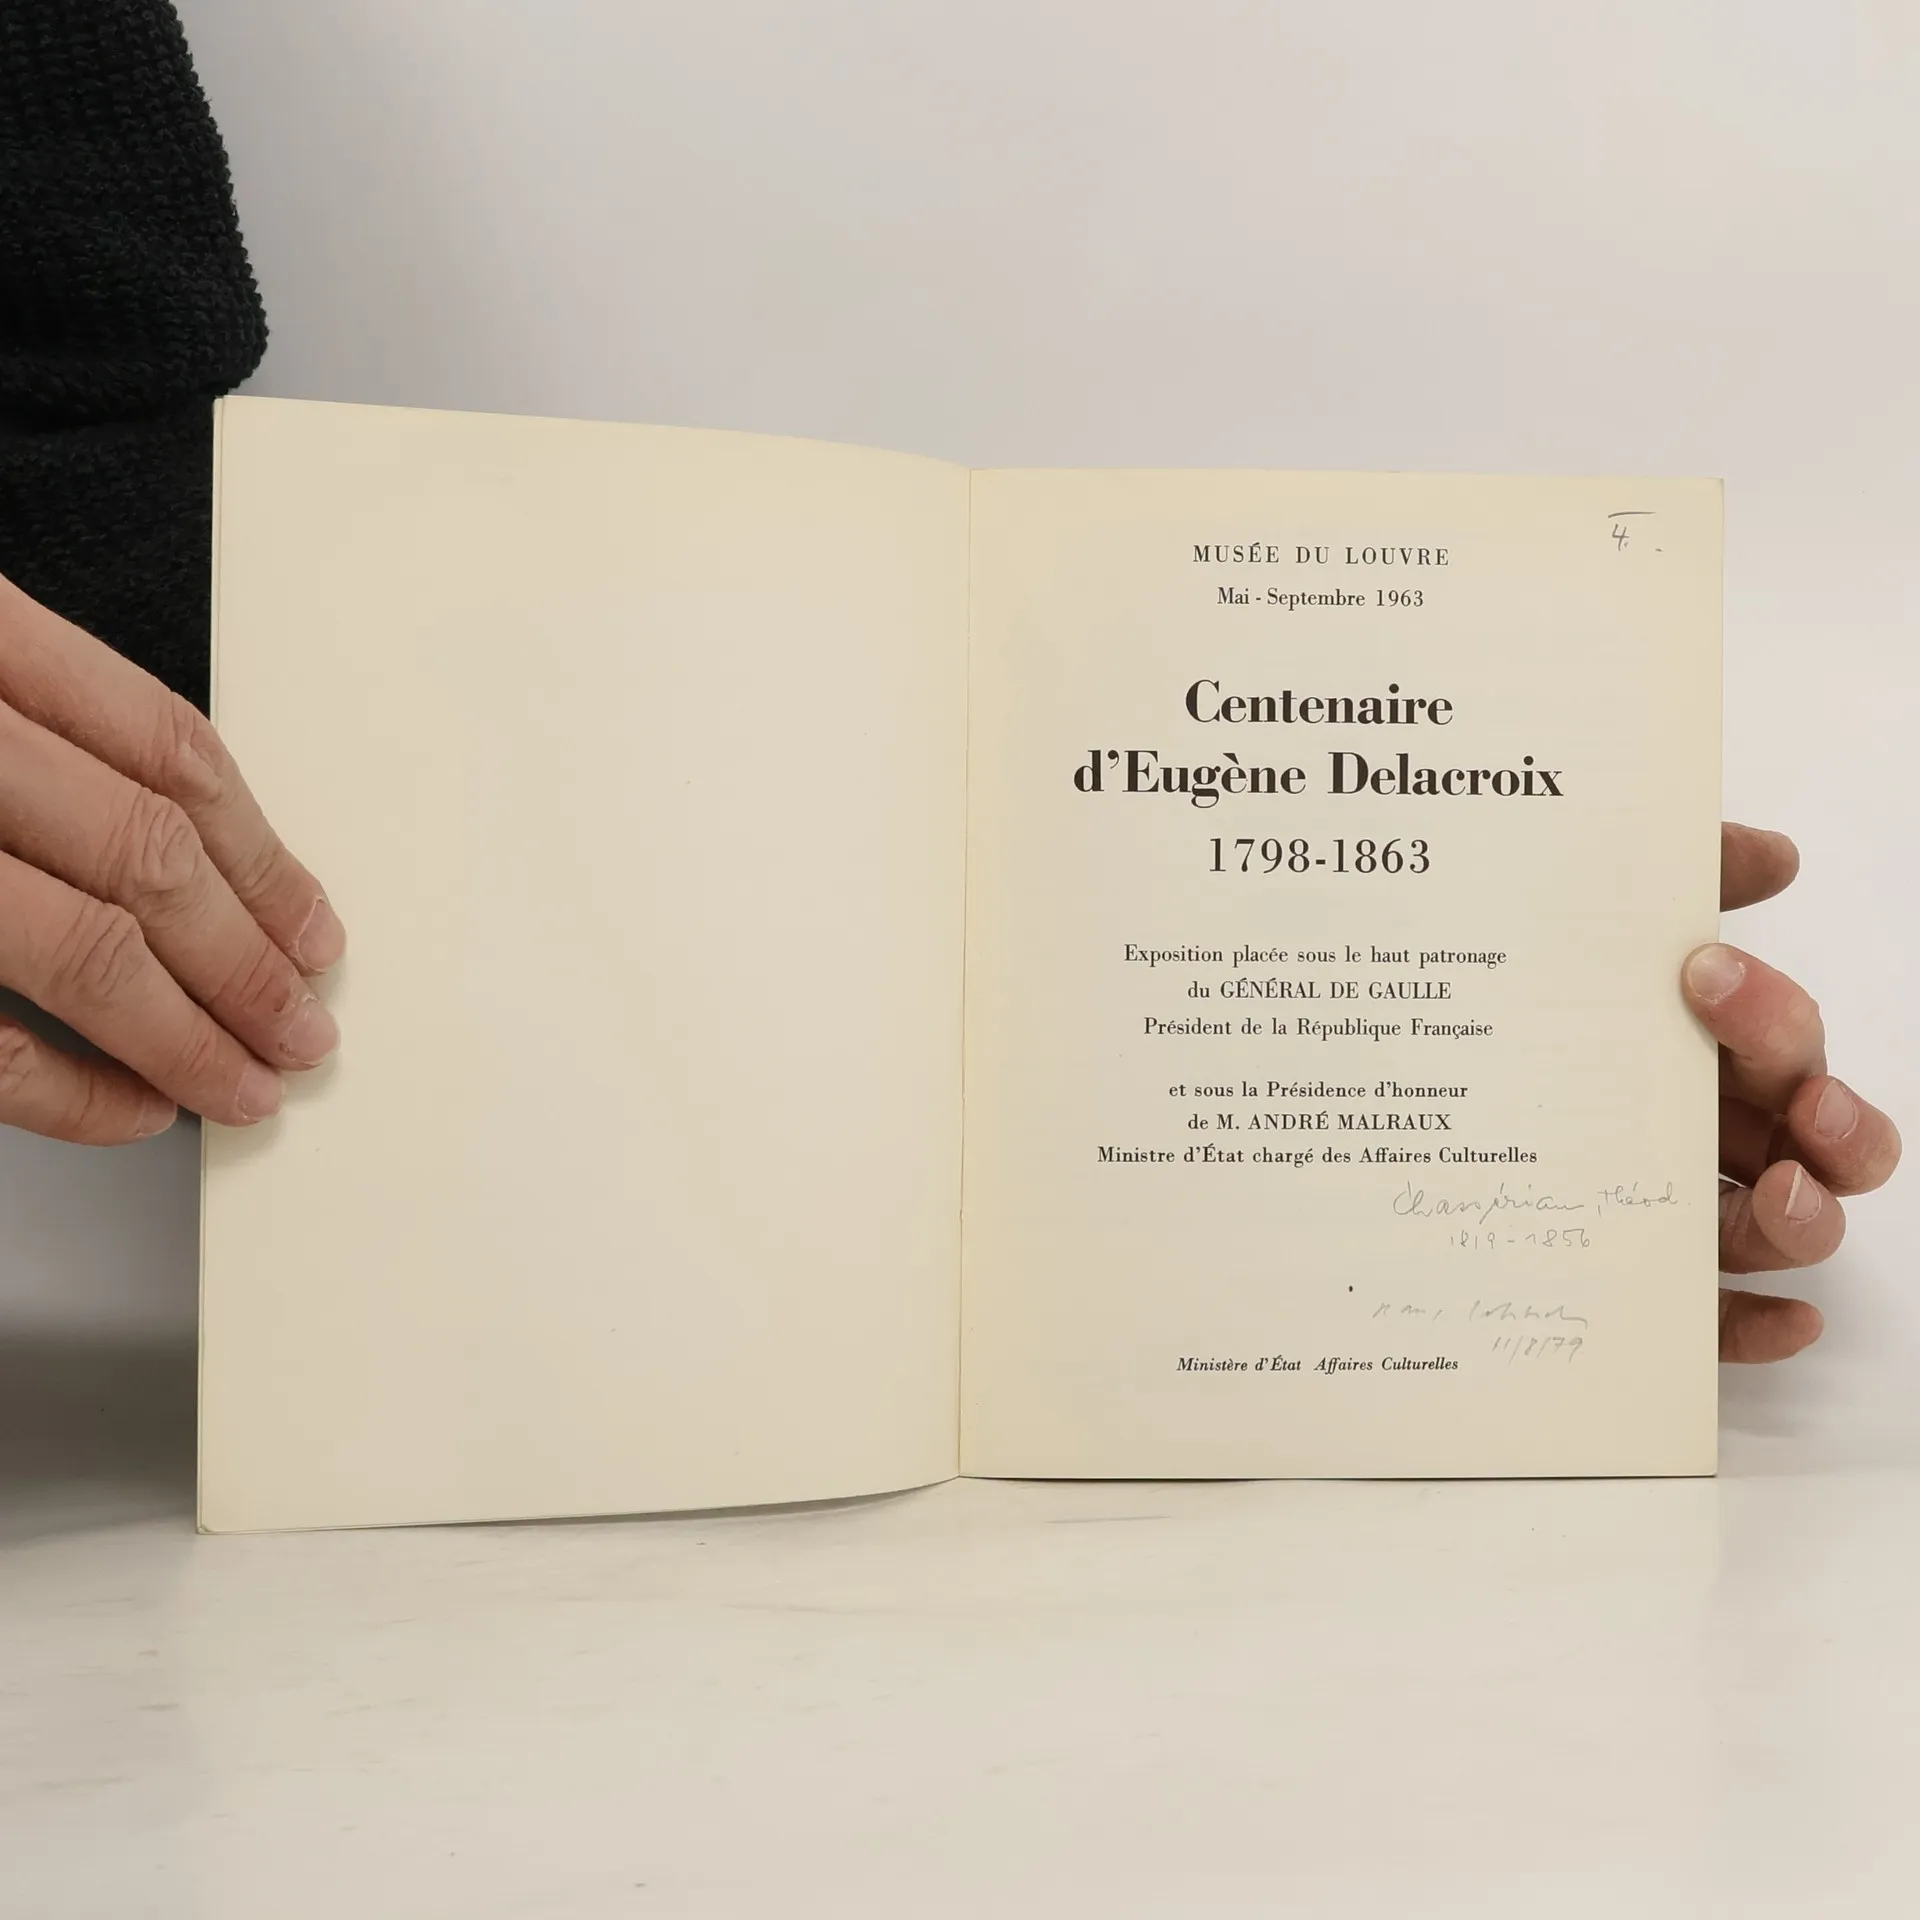 4.
MUSÉE DU LOUVRE
Mai - Septembre 1963
Centenaire
d'Eugène Delacroix
1798-1863
Exposition placée sous le haut patronage
du GÉNÉRAL DE GAULLE
Président de la République Française
et sous la Présidence d'honneur
de M. ANDRÉ MALRAUX
Ministre d'État chargé des Affaires Culturelles
Théod.
1819-1856
11/8/79
Ministère d'État Affaires Culturelles